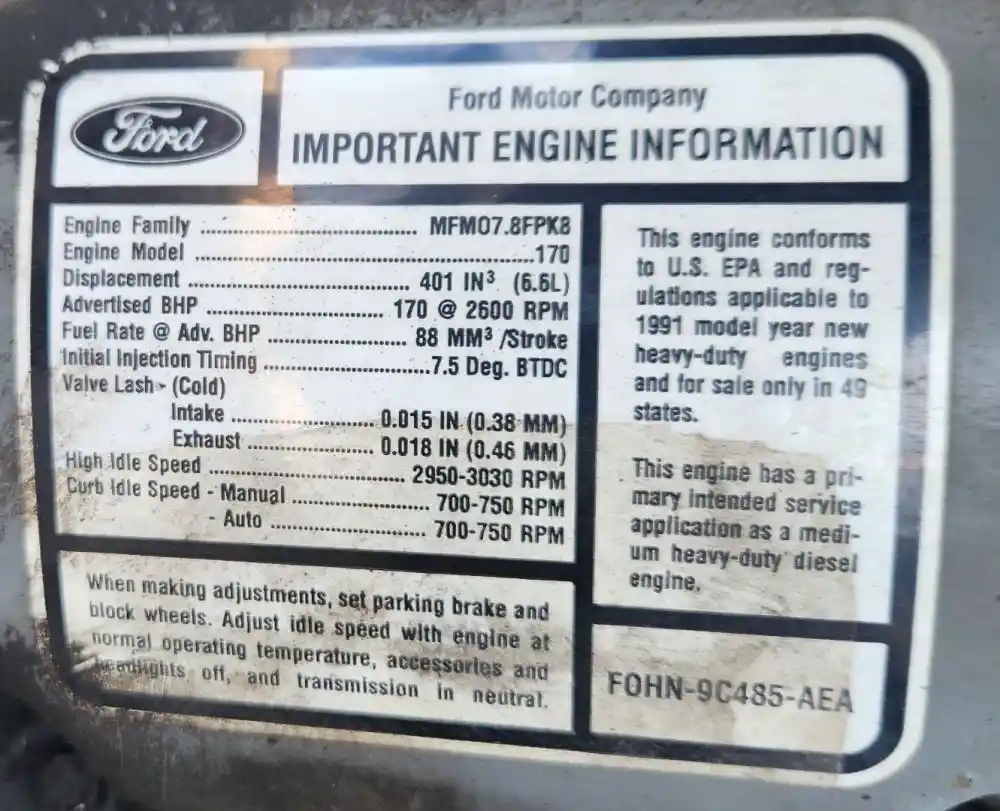 Ford
Ford Motor Company
IMPORTANT ENGINE INFORMATION
Engine Family ................................ MFM07.8FPK8
Engine Model ................................170
Displacement ................................ 401 IN³ (6.6L)
Advertised BHP ........................ 170 @ 2600 RPM
Fuel Rate @ Adv. BHP .................. 88 MM³ /Stroke
Initial Injection Timing ........................7.5 Deg. BTDC
Valve Lash - (Cold)
Intake .................... 0.015 IN (0.38 MM)
Exhaust .................. 0.018 IN (0.46 MM)
High Idle Speed ............................ 2950-3030 RPM
Curb Idle Speed - Manual .................... 700-750 RPM
- Auto ...................... 700-750 RPM
This engine conforms
to U.S. EPA and reg-
ulations applicable to
1991 model year new
heavy-duty engines
and for sale only in 49
states.
This engine has a pri-
mary intended service
application as a medi-
um heavy-duty diesel
engine.
When making adjustments, set parking brake and
block wheels. Adjust idle speed with engine at
normal operating temperature, accessories and
headlights off, and transmission in neutral.
FOHN-9C485-AEA